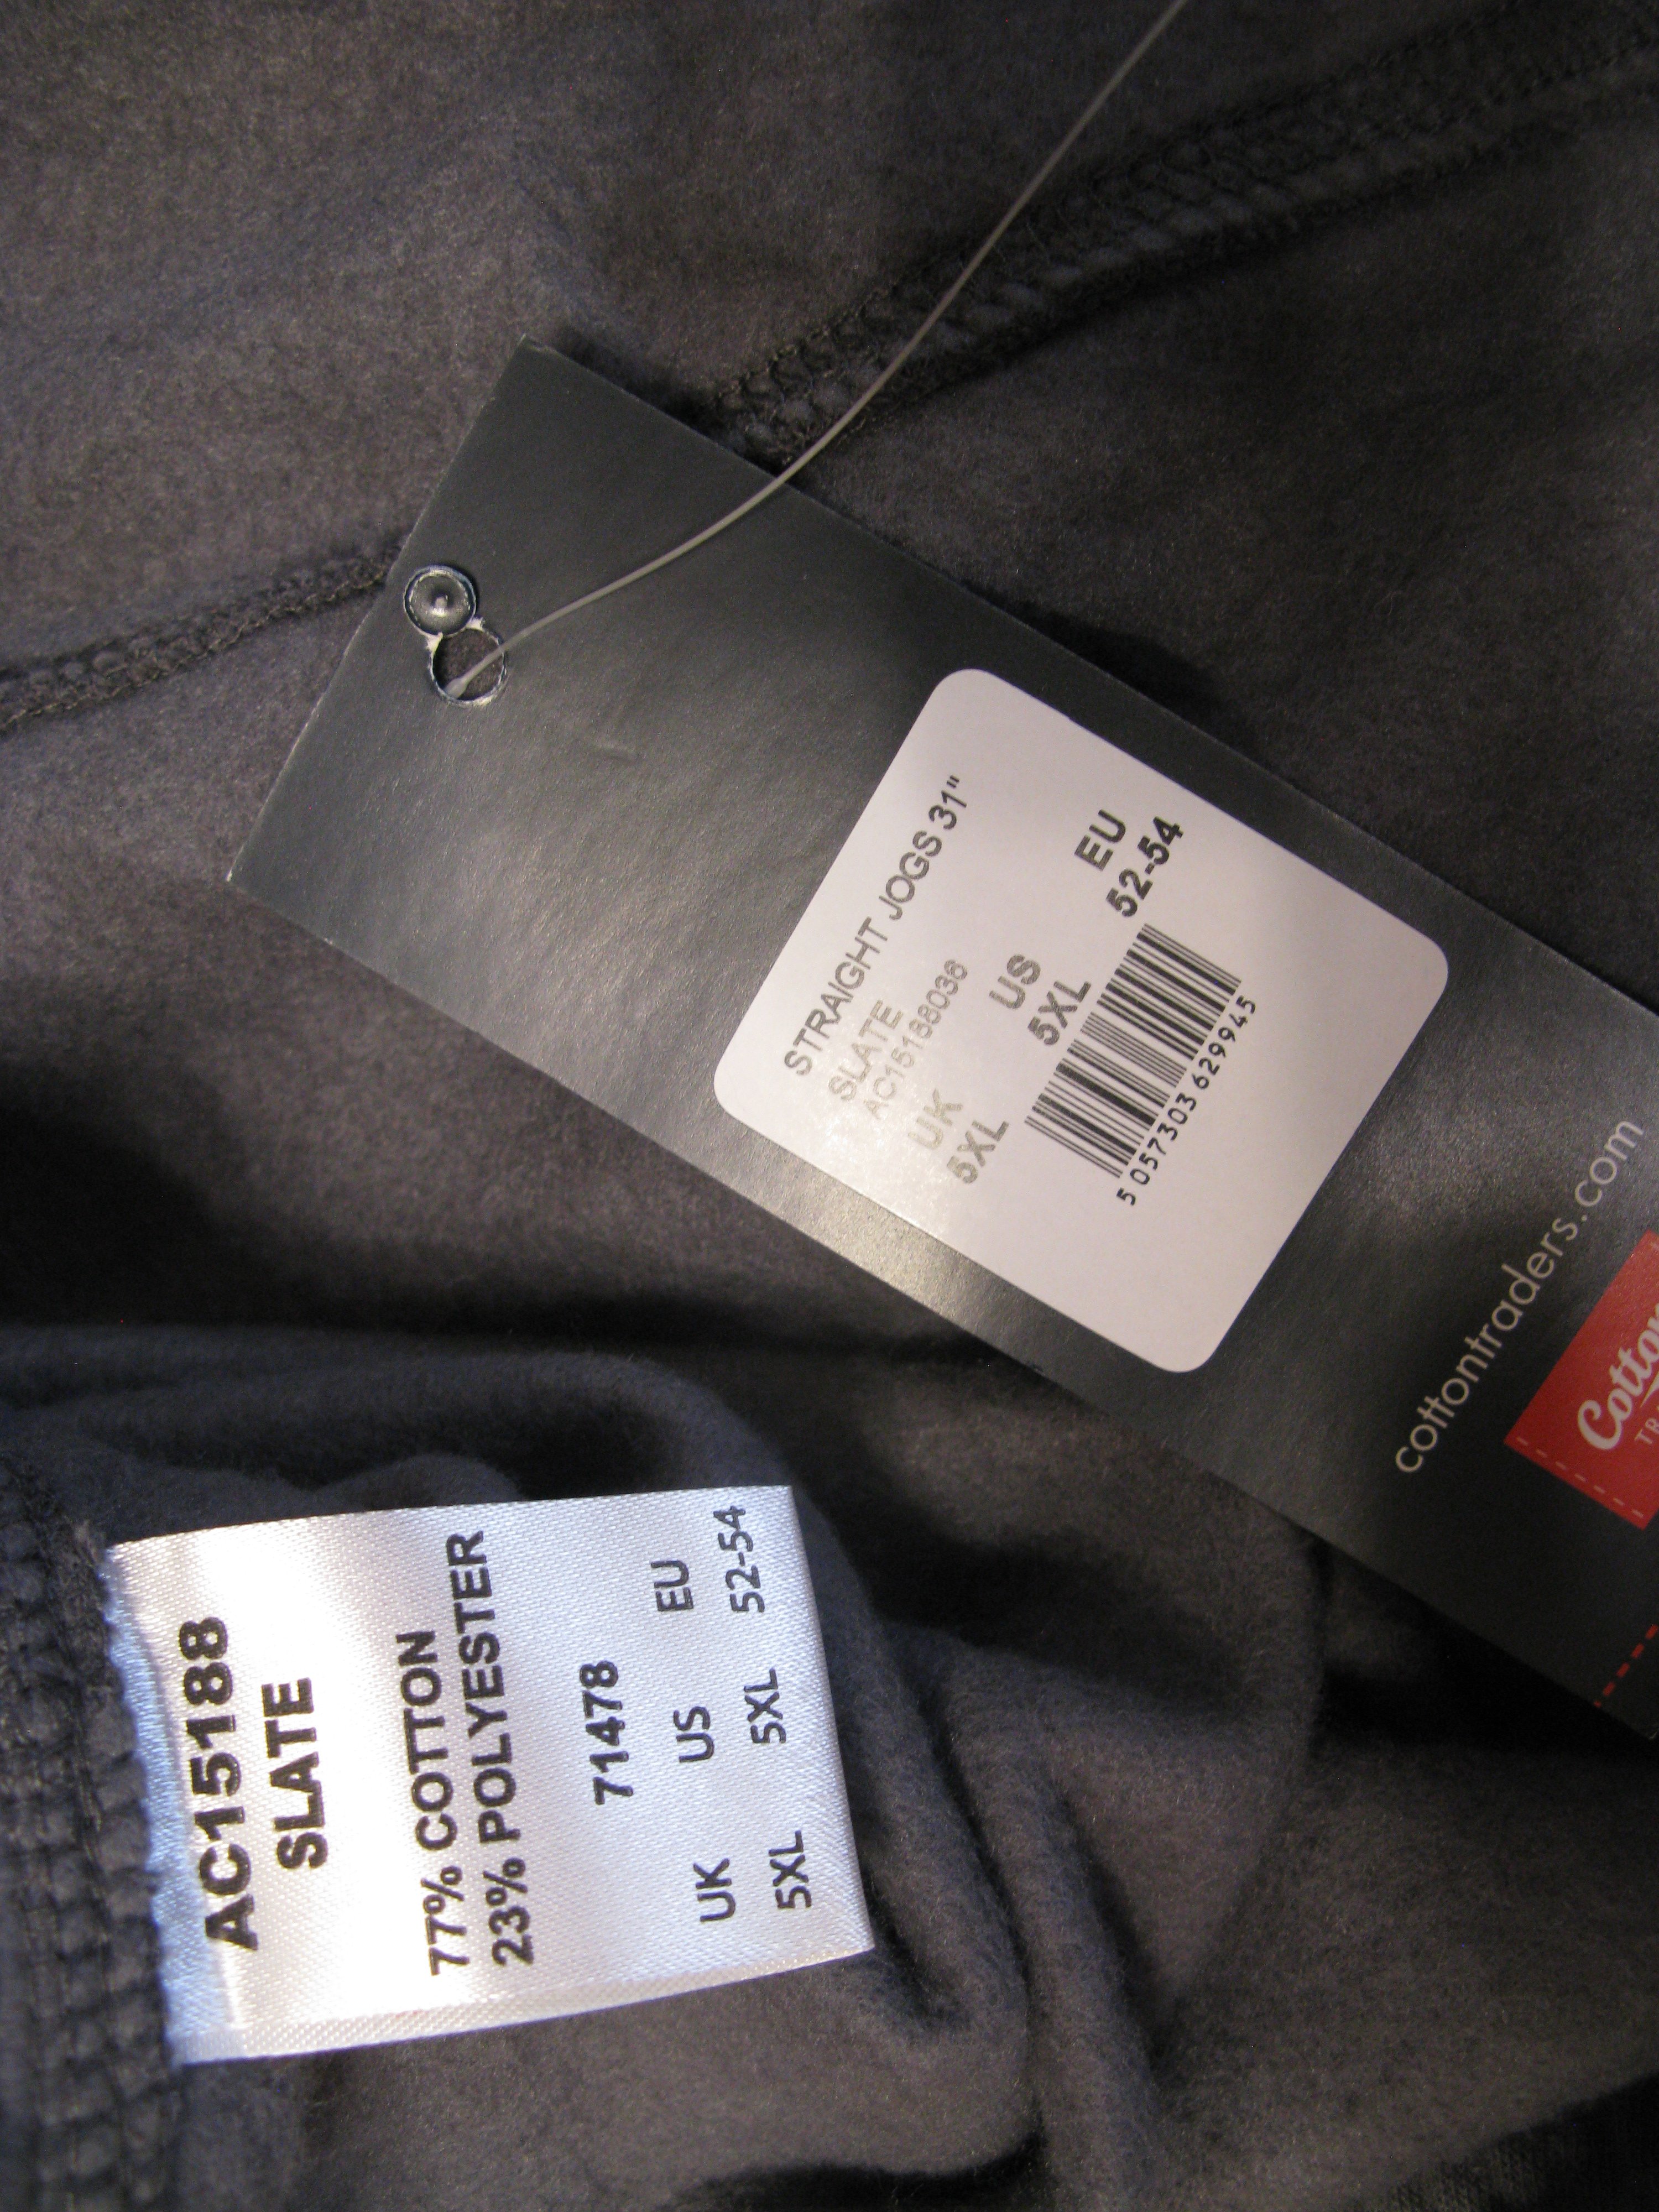 STRAIGHT JOGS 31"
SLATE
AC15188036
UK US EU
5XL 5XL 52-54
5 057303 629945
cottontraders.com
Cotton
AC15188
SLATE
77% COTTON
23% POLYESTER
71478
UK US EU
5XL 5XL 52-54